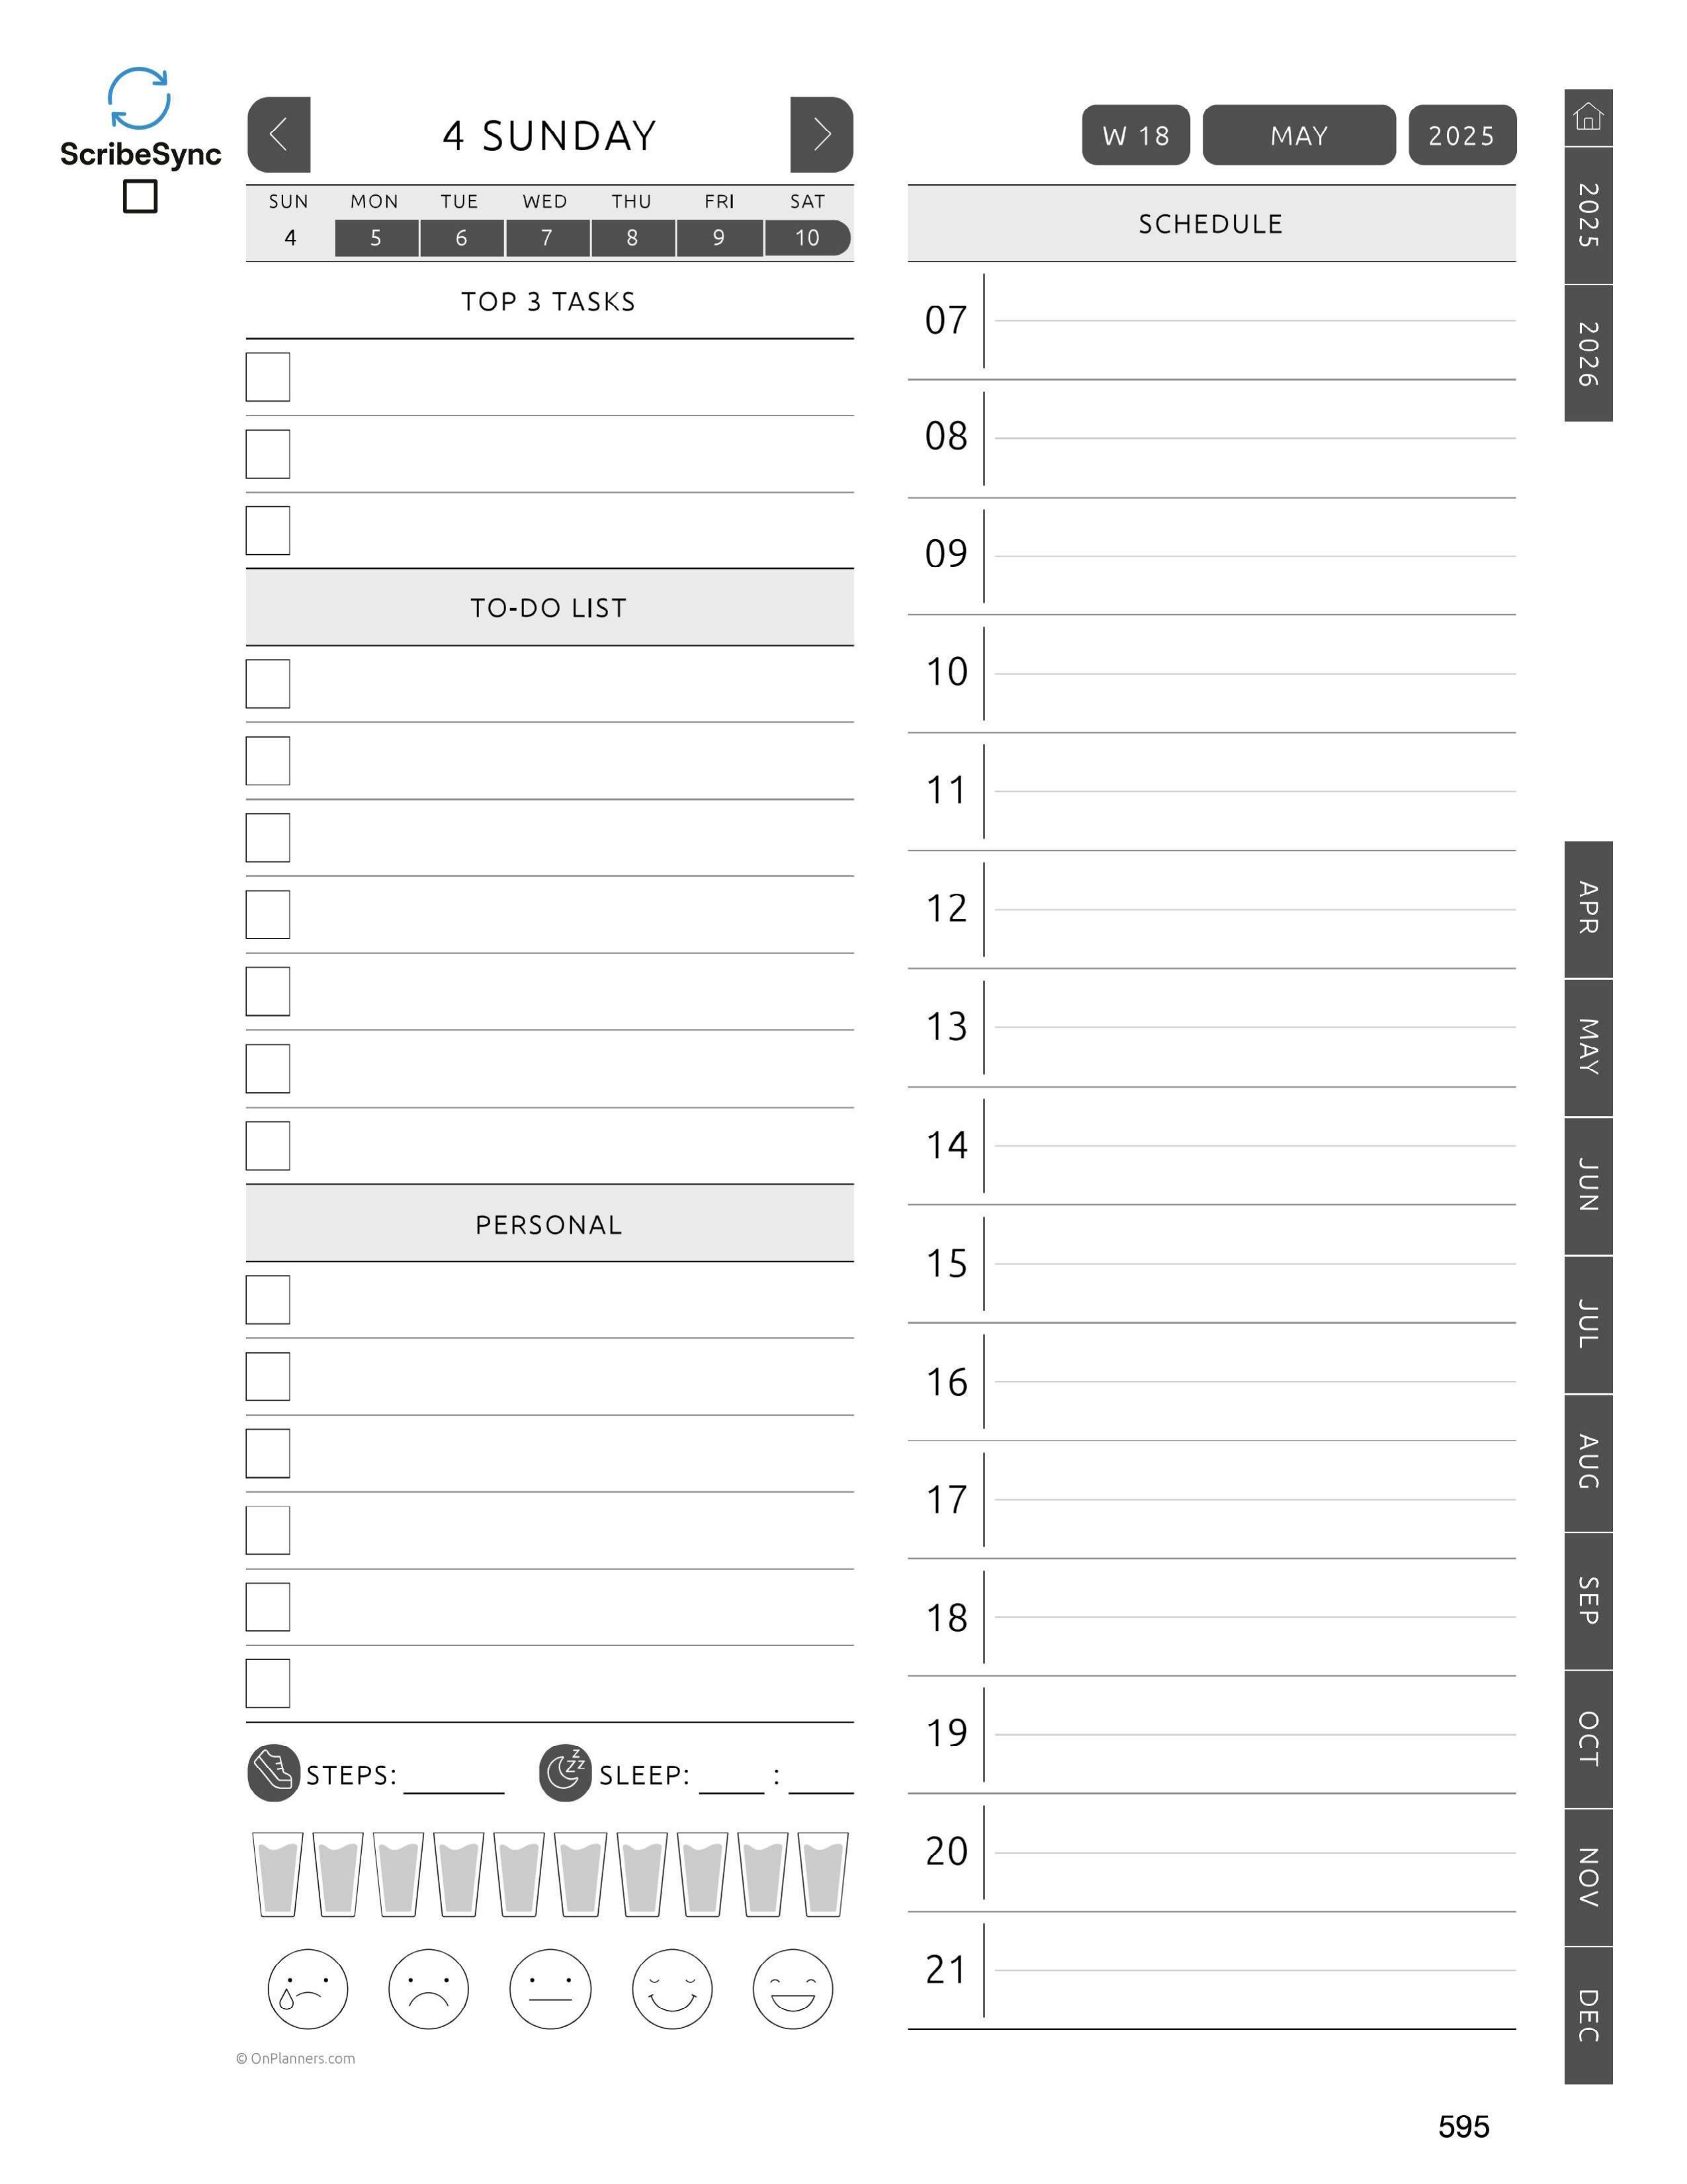 ScribeSync
4 SUNDAY
SUN MON TUE WED THU FRI SAT
4 5 6 7 8 9 10
TOP 3 TASKS
TO-DO LIST
PERSONAL
STEPS: SLEEP: :
z
zz
© OnPlanners.com
W 18 MAY 2025
SCHEDULE
07
08
09
10
11
12
13
14
15
16
17
18
19
20
21
2025
2026
APR
MAY
JUN
JUL
AUG
SEP
OCT
NOV
DEC
595